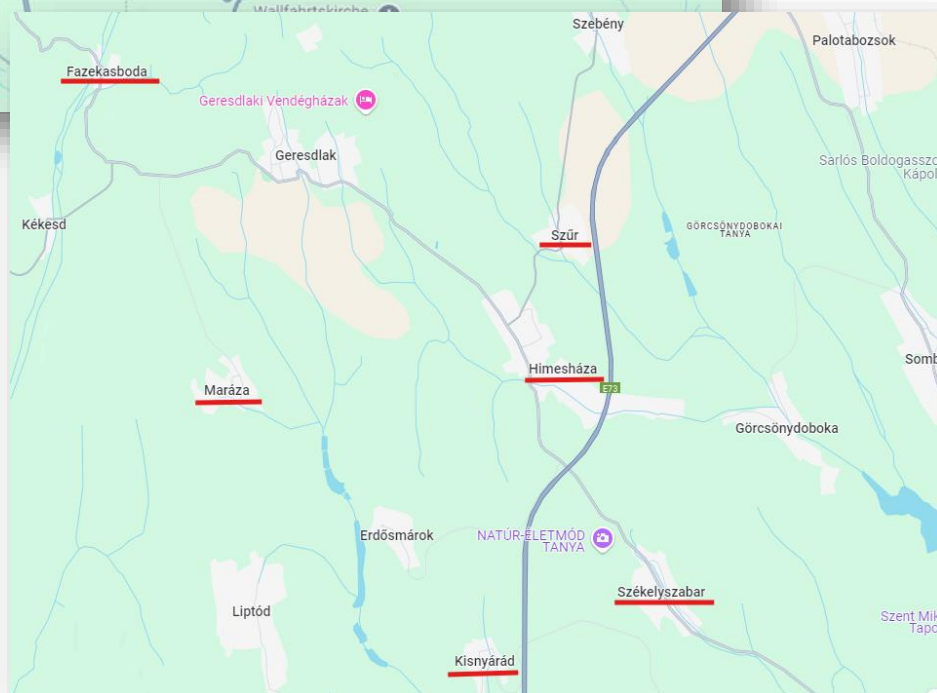 Wallfahrtskirche
Szebény
Palotabozsok
Fazekasboda
Geresdlaki Vendégházak
Geresdlak
Sarlós Boldogasszo
Kápol
Kékesd
Szűr
GÖRCSÖNYDOBOKAI
TANYA
Himesháza
Somb
Maráza
E73
Görcsönydoboka
Erdősmárok
NATÚR-ÉLETMÓD
TANYA
Székelyszabar
Liptód
Szent Mik
Tapo
Kisnyárád